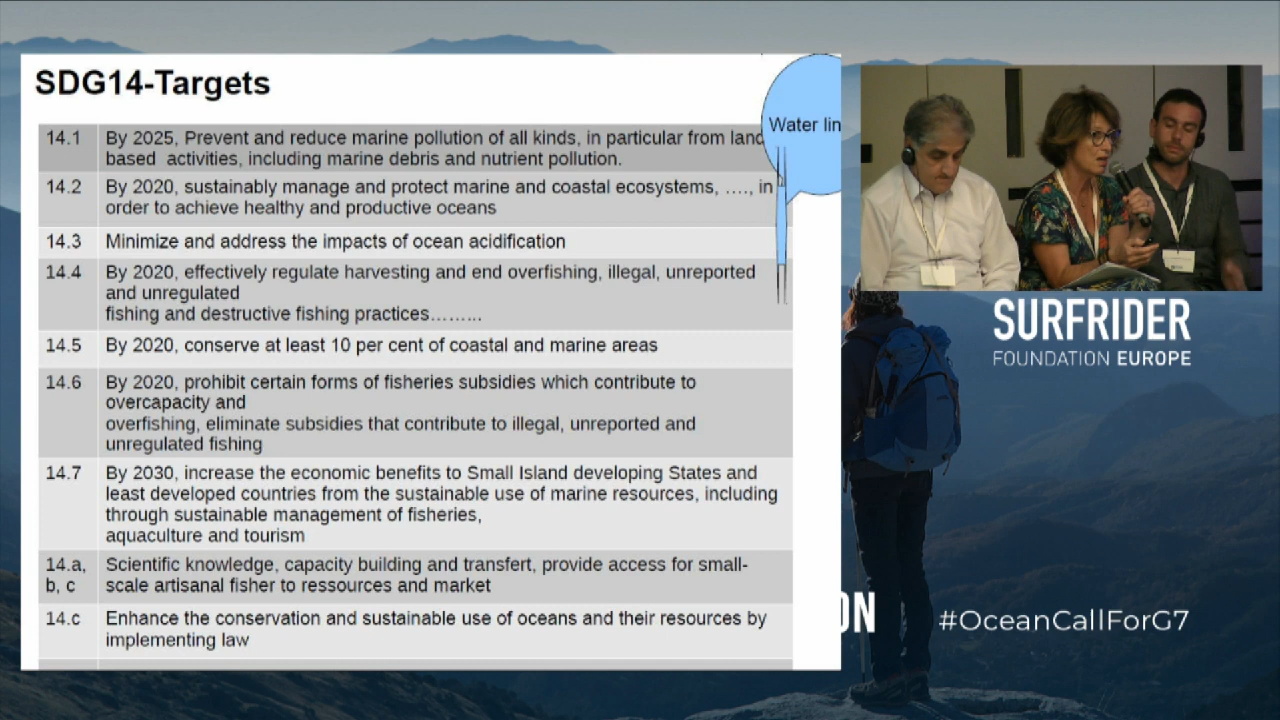 SDG14-Targets
14.1 By 2025, Prevent and reduce marine pollution of all kinds, in particular from land
based activities, including marine debris and nutrient pollution.
14.2 By 2020, sustainably manage and protect marine and coastal ecosystems, …., in
order to achieve healthy and productive oceans
14.3 Minimize and address the impacts of ocean acidification
14.4 By 2020, effectively regulate harvesting and end overfishing, illegal, unreported
and unregulated
fishing and destructive fishing practices……...
14.5 By 2020, conserve at least 10 per cent of coastal and marine areas
14.6 By 2020, prohibit certain forms of fisheries subsidies which contribute to
overcapacity and
overfishing, eliminate subsidies that contribute to illegal, unreported and
unregulated fishing
14.7 By 2030, increase the economic benefits to Small Island developing States and
least developed countries from the sustainable use of marine resources, including
through sustainable management of fisheries,
aquaculture and tourism
14.a, Scientific knowledge, capacity building and transfert, provide access for small-
b, c scale artisanal fisher to ressources and market
14.c Enhance the conservation and sustainable use of oceans and their resources by
implementing law
Water lin
SURFRIDER
FOUNDATION EUROPE
ON
#OceanCallForG7